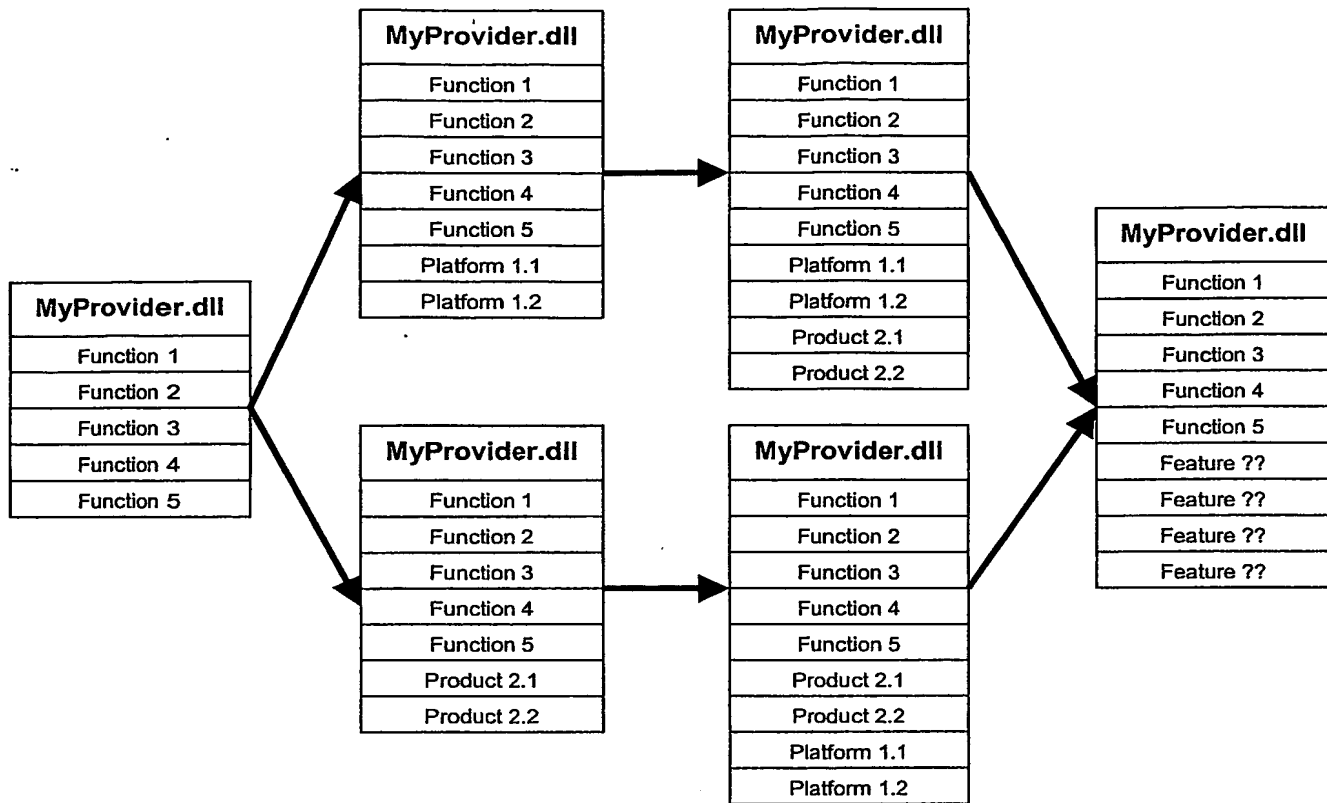 MyProvider.dll
Function 1
Function 2
Function 3
Function 4
Function 5
MyProvider.dll
Function 1
Function 2
Function 3
Function 4
Function 5
Platform 1.1
Platform 1.2
MyProvider.dll
Function 1
Function 2
Function 3
Function 4
Function 5
Product 2.1
Product 2.2
MyProvider.dll
Function 1
Function 2
Function 3
Function 4
Function 5
Platform 1.1
Platform 1.2
Product 2.1
Product 2.2
MyProvider.dll
Function 1
Function 2
Function 3
Function 4
Function 5
Product 2.1
Product 2.2
Platform 1.1
Platform 1.2
MyProvider.dll
Function 1
Function 2
Function 3
Function 4
Function 5
Feature ??
Feature ??
Feature ??
Feature ??